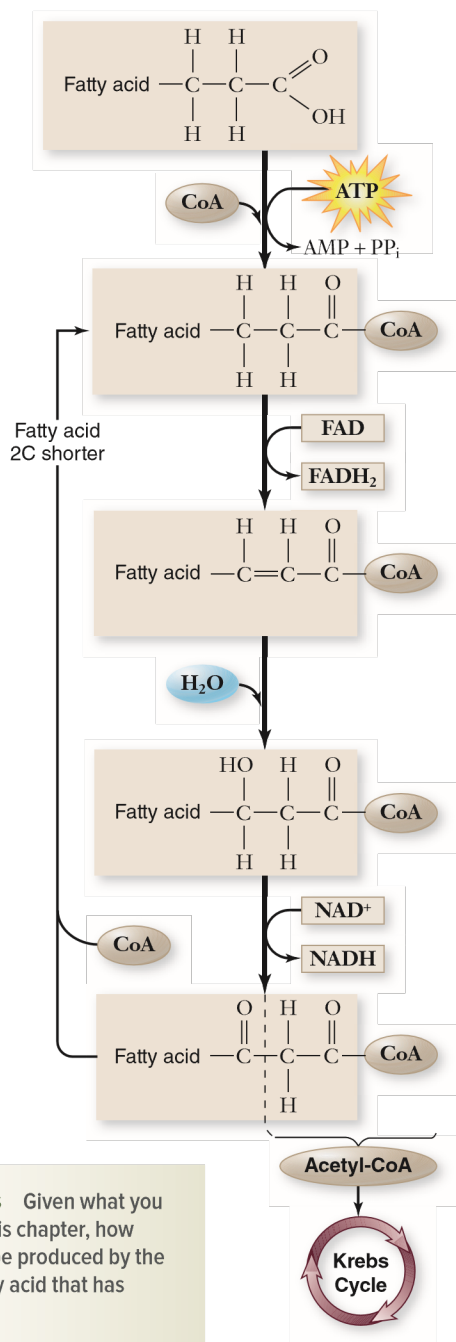 H H
O
Fatty acid C C C
OH
H H
CoA
ATP
AMP + PPi
H H O
Fatty acid C C C CoA
H H
Fatty acid
2C shorter
FAD
FADH₂
H H O
Fatty acid C=C C CoA
H₂O
HO H O
Fatty acid C C C CoA
H H
NAD⁺
CoA
NADH
O H O
Fatty acid C C C CoA
H
Acetyl-CoA
Krebs
Cycle
Given what you
is chapter, how
be produced by the
y acid that has